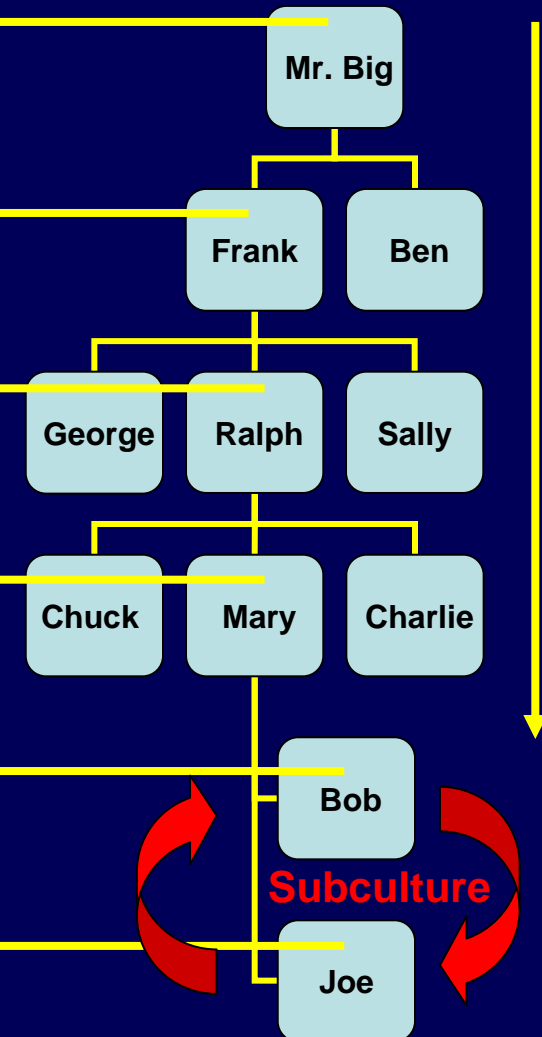 Mr. Big
Frank Ben
George Ralph Sally
Chuck Mary Charlie
Bob
Subculture
Joe